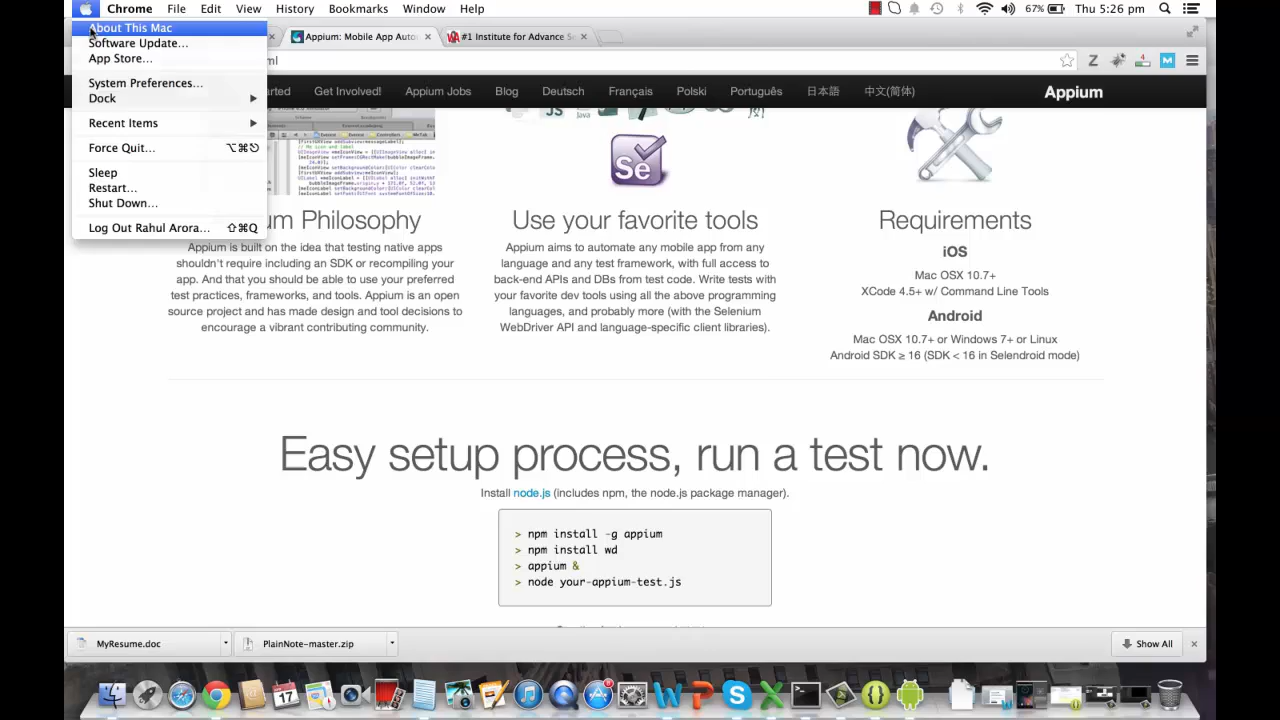 Chrome File Edit View History Bookmarks Window Help 67% Thu 5:26 pm
About This Mac
Software Update...
App Store...
System Preferences...
Dock
Recent Items
Force Quit... ⌥⌘⎋
Sleep
Restart...
Shut Down...
Log Out Rahul Arora... ⇧⌘Q
Appium: Mobile App Auto
#1 Institute for Advance Se
ml
arted Get Involved! Appium Jobs Blog Deutsch Français Polski Português 日本語 中文(简体) Appium
JS
Java
Se
um Philosophy
Appium is built on the idea that testing native apps
shouldn't require including an SDK or recompiling your
app. And that you should be able to use your preferred
test practices, frameworks, and tools. Appium is an open
source project and has made design and tool decisions to
encourage a vibrant contributing community.
Use your favorite tools
Appium aims to automate any mobile app from any
language and any test framework, with full access to
back-end APIs and DBs from test code. Write tests with
your favorite dev tools using all the above programming
languages, and probably more (with the Selenium
WebDriver API and language-specific client libraries).
Requirements
iOS
Mac OSX 10.7+
XCode 4.5+ w/ Command Line Tools
Android
Mac OSX 10.7+ or Windows 7+ or Linux
Android SDK ≥ 16 (SDK < 16 in Selendroid mode)
Easy setup process, run a test now.
Install node.js (includes npm, the node.js package manager).
> npm install -g appium
> npm install wd
> appium &
> node your-appium-test.js
MyResume.doc
PlainNote-master.zip
Show All
17